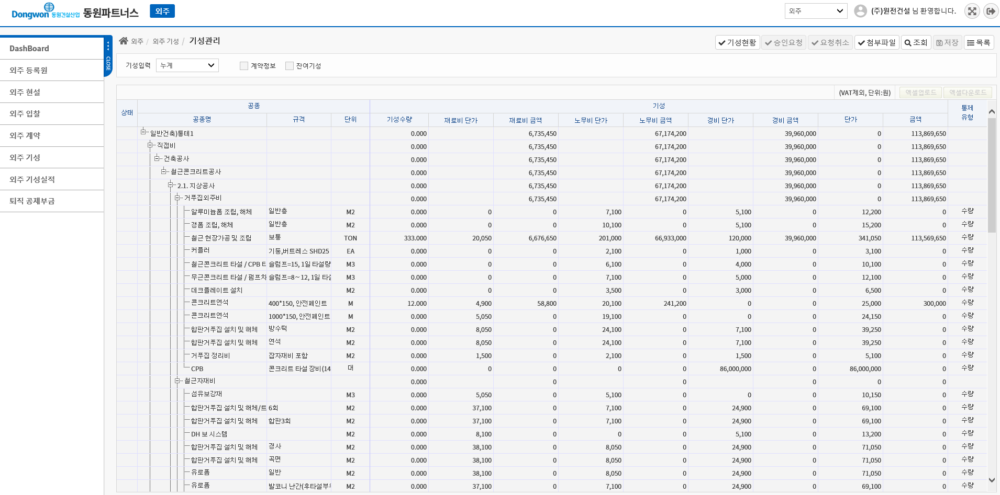 Dongwon 동원건설산업 동원파트너스 외주
외주 (주)원전건설 님 환영합니다.
CLOSE
DashBoard
외주 등록원
외주 현설
외주 입찰
외주 계약
외주 기성
외주 기성실적
퇴직 공제부금
외주 / 외주 기성 / 기성관리
기성현황 승인요청 요청취소 첨부파일 조회 저장 목록
기성입력 누계 계약정보 잔여기성
(VAT제외, 단위:원) 엑셀업로드 엑셀다운로드
상태 공종 기성 통제 유형
공종명 규격 단위 기성수량 재료비 단가 재료비 금액 노무비 단가 노무비 금액 경비 단가 경비 금액 단가 금액
일반건축)통테1 0.000 6,735,450 67,174,200 39,960,000 0 113,869,650
직접비 0.000 6,735,450 67,174,200 39,960,000 0 113,869,650
건축공사 0.000 6,735,450 67,174,200 39,960,000 0 113,869,650
철근콘크리트공사 0.000 6,735,450 67,174,200 39,960,000 0 113,869,650
2.1. 지상공사 0.000 6,735,450 67,174,200 39,960,000 0 113,869,650
거푸집외주비 0.000 6,735,450 67,174,200 39,960,000 0 113,869,650
알루미늄폼 조립, 해체 일반층 M2 0.000 0 0 7,100 0 5,100 0 12,200 0 수량
갱폼 조립, 해체 일반층 M2 0.000 0 0 10,100 0 5,100 0 15,200 0 수량
철근 현장가공 및 조립 보통 TON 333.000 20,050 6,676,650 201,000 66,933,000 120,000 39,960,000 341,050 113,569,650 수량
커플러 기둥,버트레스 SHD25 EA 0.000 0 0 2,100 0 1,000 0 3,100 0 수량
철근콘크리트 타설 / CPB 슬럼프=15, 1일 타설량 M3 0.000 0 0 6,100 0 4,000 0 10,100 0 수량
무근콘크리트 타설 / 펌프차 슬럼프=8~12, 1일 M3 0.000 0 0 7,100 0 5,000 0 12,100 0 수량
데크플레이트 설치 M2 0.000 0 0 3,500 0 3,000 0 6,500 0 수량
콘크리트연석 400*150, 안전페인트 M 12.000 4,900 58,800 20,100 241,200 0 0 25,000 300,000 수량
콘크리트연석 1000*150, 안전페인트 M 0.000 5,050 0 19,100 0 0 0 24,150 0 수량
합판거푸집 설치 및 해체 방수턱 M2 0.000 8,050 0 24,100 0 7,100 0 39,250 0 수량
합판거푸집 설치 및 해체 연석 M2 0.000 8,050 0 24,100 0 7,100 0 39,250 0 수량
거푸집 정리비 잡자재비 포함 M2 0.000 1,500 0 2,100 0 1,500 0 5,100 0 수량
CPB 콘크리트 타설 장비(14 대 0.000 0 0 0 0 86,000,000 0 86,000,000 0 수량
철근자재비 0.000 0 0 0 0 0
섬유보강재 M3 0.000 5,050 0 5,100 0 0 0 10,150 0 수량
합판거푸집 설치 및 해체/트 6회 M2 0.000 37,100 0 7,100 0 24,900 0 69,100 0 수량
합판거푸집 설치 및 해체 합판3회 M2 0.000 37,100 0 7,100 0 24,900 0 69,100 0 수량
DH 보 시스템 M2 0.000 8,100 0 0 0 5,100 0 13,200 0 수량
합판거푸집 설치 및 해체 경사 M2 0.000 38,100 0 8,050 0 24,900 0 71,050 0 수량
합판거푸집 설치 및 해체 곡면 M2 0.000 38,100 0 8,050 0 24,900 0 71,050 0 수량
유로폼 일반 M2 0.000 38,100 0 8,050 0 24,900 0 71,050 0 수량
유로폼 발코니 난간(후타설부 M2 0.000 37,100 0 7,100 0 24,900 0 69,100 0 수량